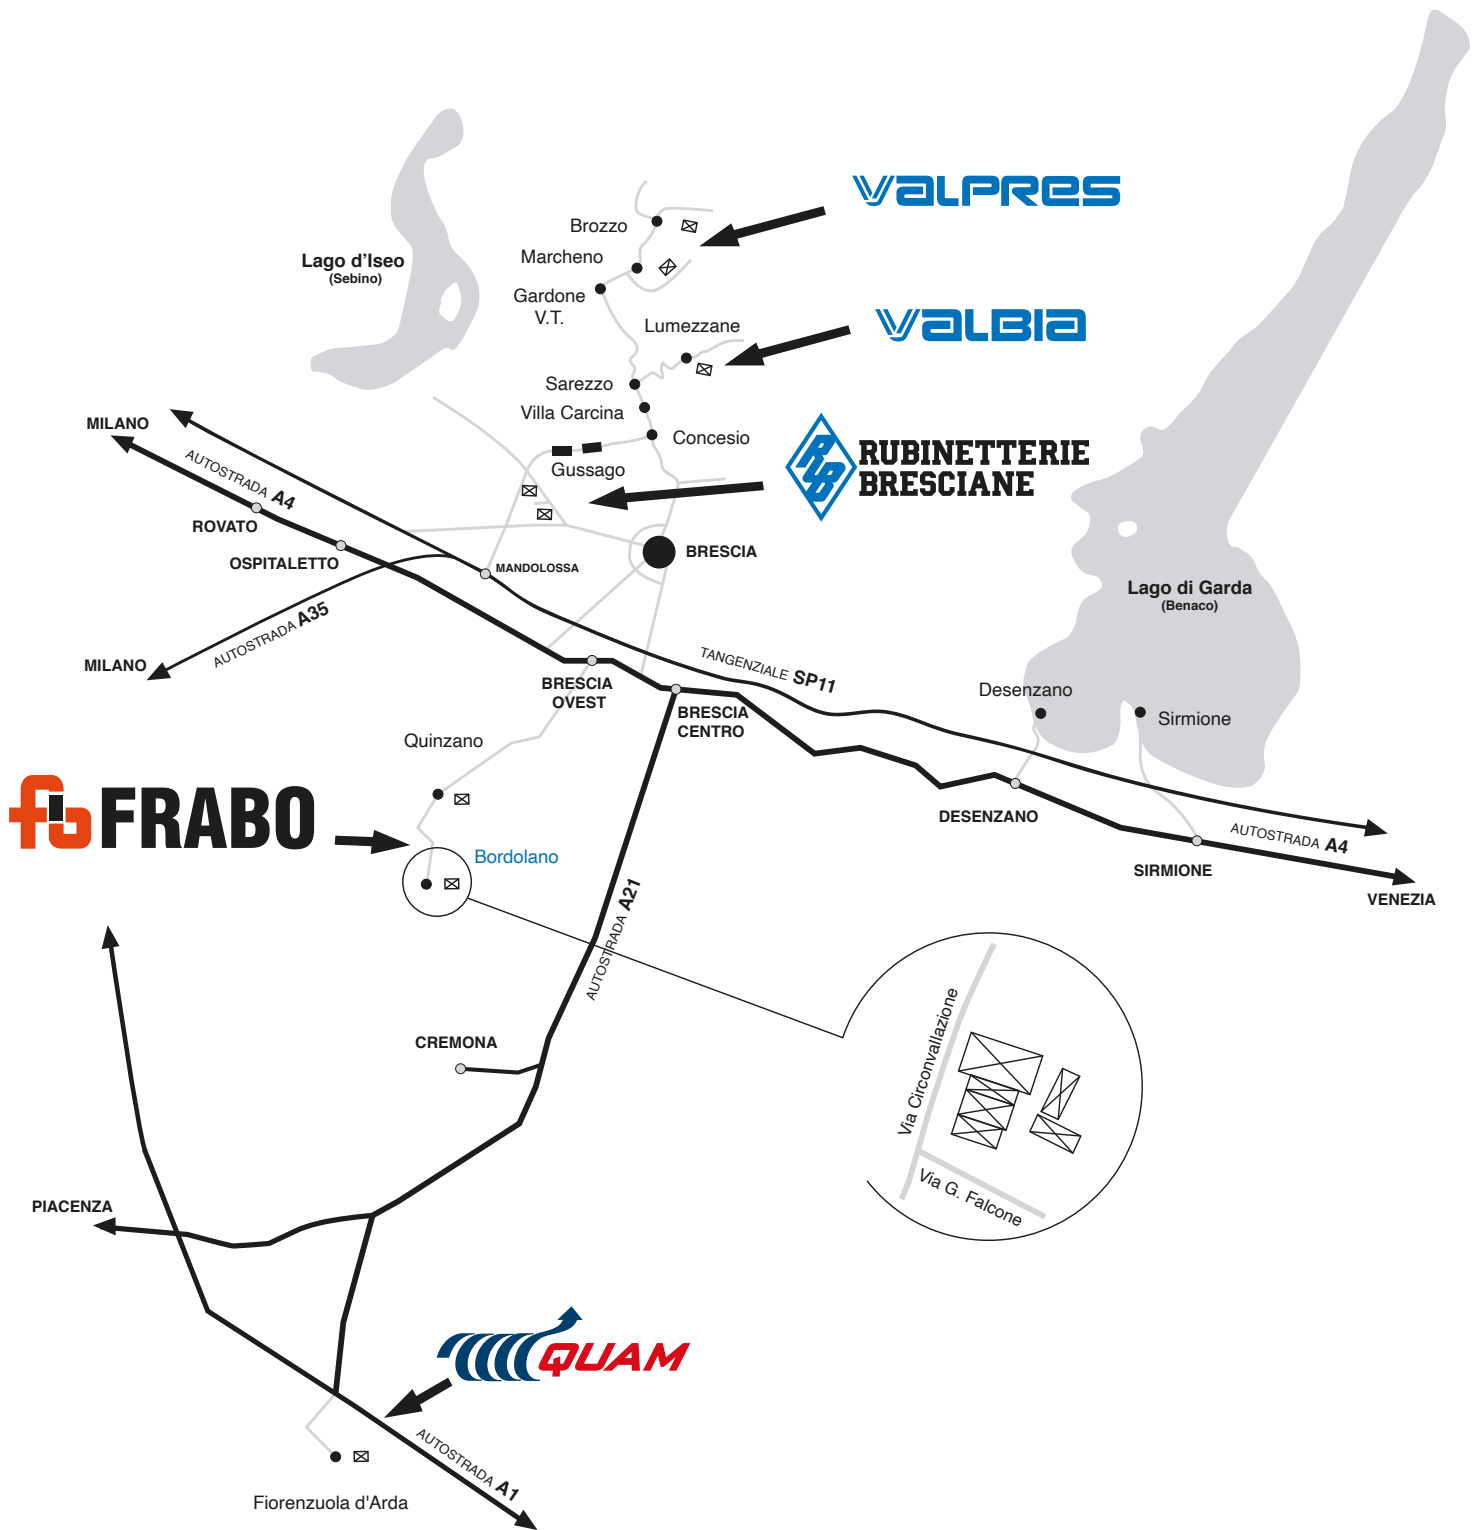 VALPRES
Brozzo
Marcheno
Lago d'Iseo
(Sebino)
Gardone
V.T.
VALBIA
Lumezzane
Sarezzo
Villa Carcina
MILANO
Concesio
RUBINETTERIE
BRESCIANE
RUB
Gussago
AUTOSTRADA A4
ROVATO
OSPITALETTO
BRESCIA
MANDOLOSSA
Lago di Garda
(Benaco)
AUTOSTRADA A35
MILANO
TANGENZIALE SP11
BRESCIA
OVEST
Desenzano
BRESCIA
CENTRO
Sirmione
Quinzano
fb FRABO
DESENZANO
AUTOSTRADA A4
Bordolano
SIRMIONE
VENEZIA
AUTOSTRADA A21
CREMONA
Via Circonvallazione
Via G. Falcone
PIACENZA
QUAM
AUTOSTRADA A1
Fiorenzuola d'Arda